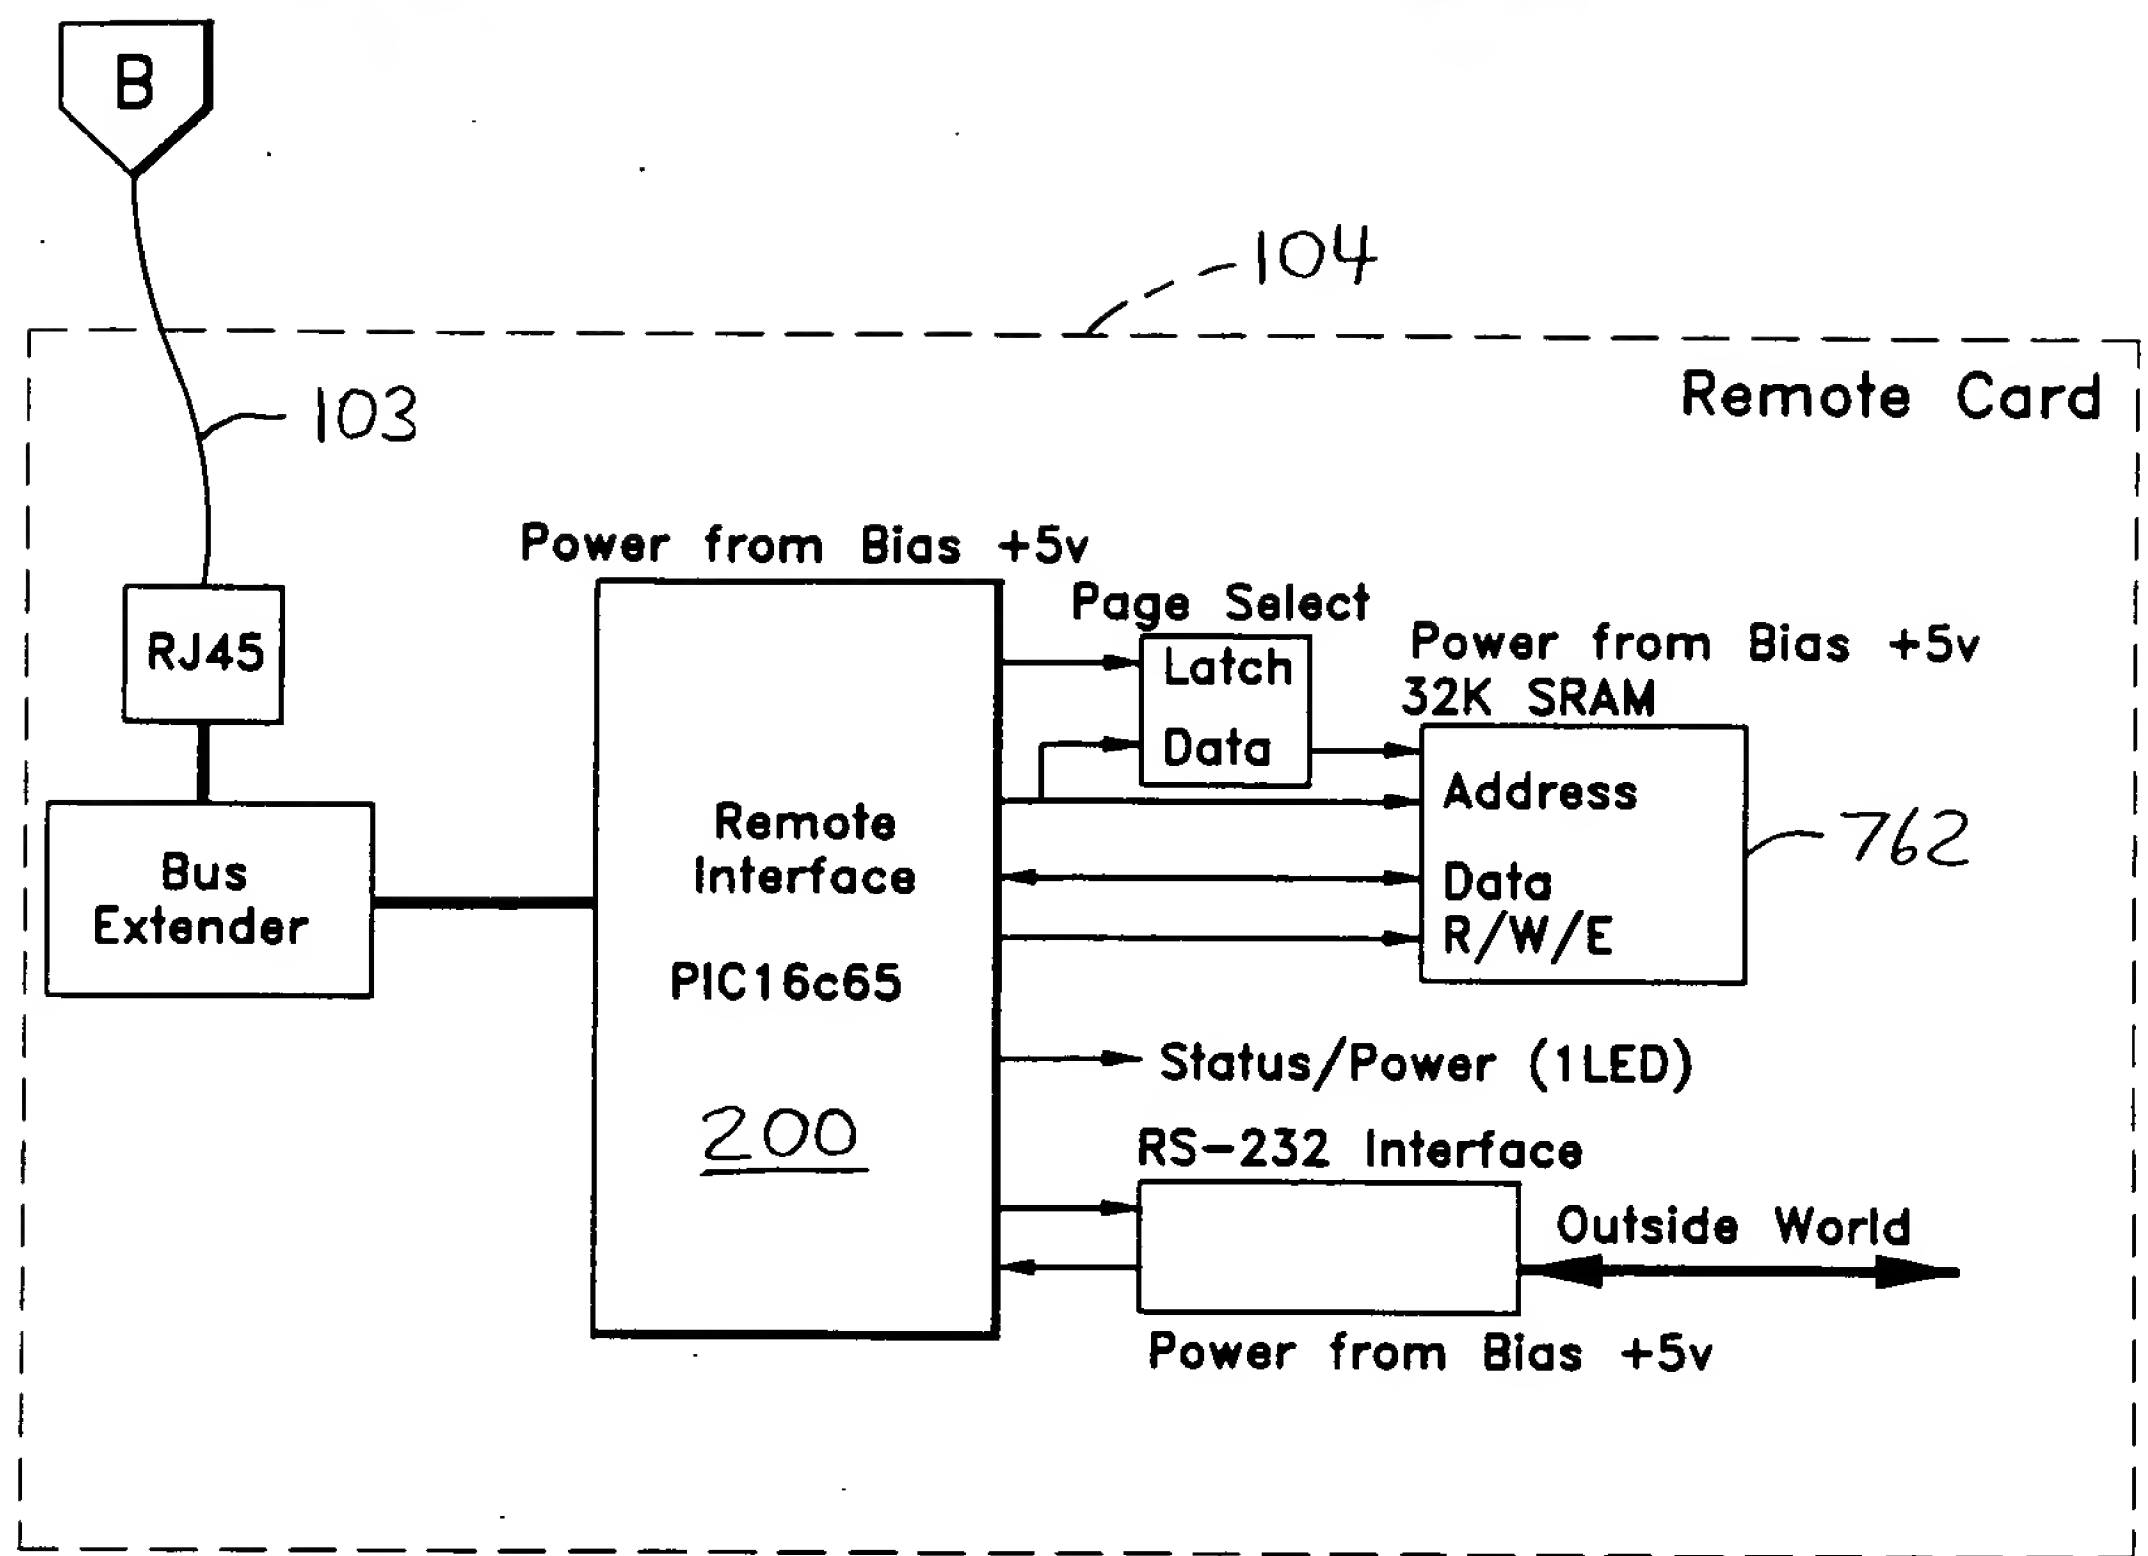 B
104
Remote Card
103
Power from Bias +5v
Page Select
Power from Bias +5v
32K SRAM
RJ45
Latch
Data
Address
Data
R/W/E
762
Bus
Extender
Remote
Interface
PIC16c65
200
Status/Power (1LED)
RS-232 Interface
Outside World
Power from Bias +5v